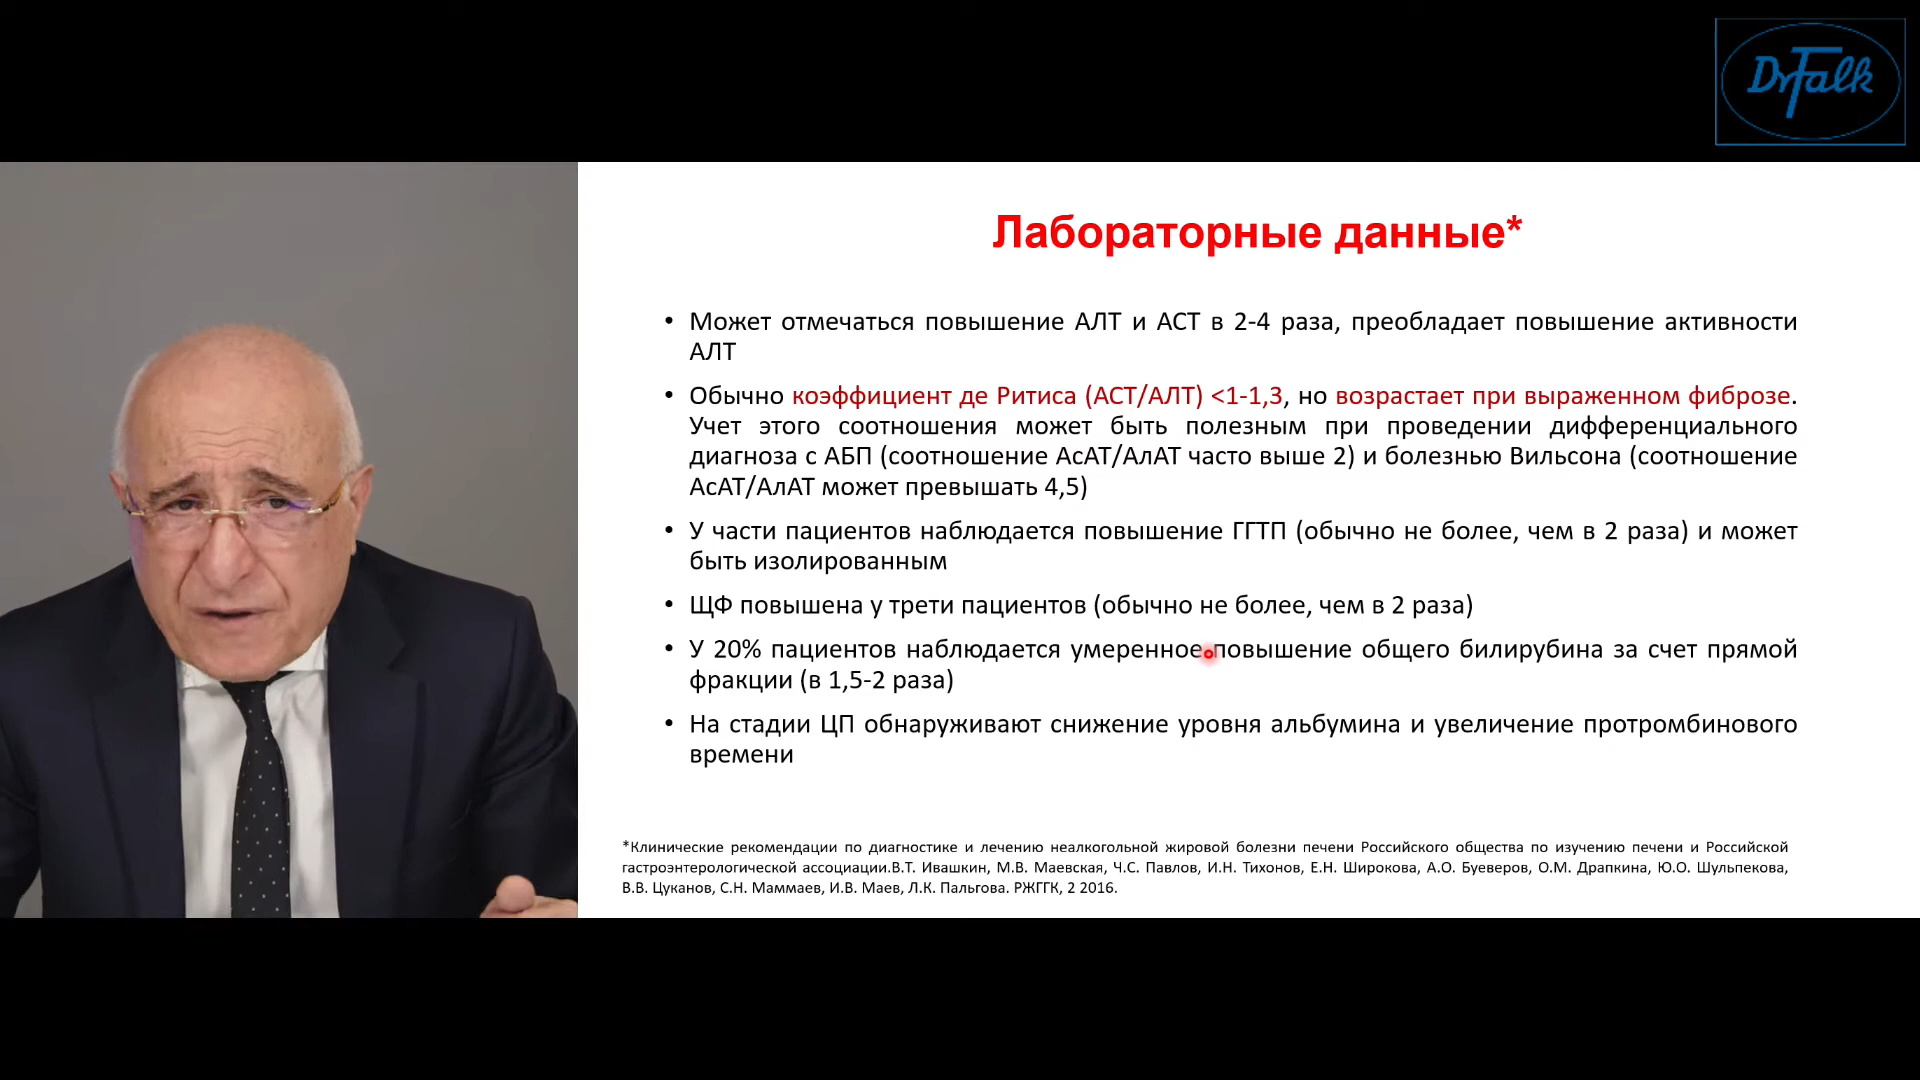 Dr Falk
Лабораторные данные*
• Может отмечаться повышение АЛТ и АСТ в 2-4 раза, преобладает повышение активности
АЛТ
• Обычно коэффициент де Ритиса (АСТ/АЛТ) <1-1,3, но возрастает при выраженном фиброзе.
Учет этого соотношения может быть полезным при проведении дифференциального
диагноза с АБП (соотношение АсАТ/АлАТ часто выше 2) и болезнью Вильсона (соотношение
АсАТ/АлАТ может превышать 4,5)
• У части пациентов наблюдается повышение ГГТП (обычно не более, чем в 2 раза) и может
быть изолированным
• ЩФ повышена у трети пациентов (обычно не более, чем в 2 раза)
• У 20% пациентов наблюдается умеренное повышение общего билирубина за счет прямой
фракции (в 1,5-2 раза)
• На стадии ЦП обнаруживают снижение уровня альбумина и увеличение протромбинового
времени
*Клинические рекомендации по диагностике и лечению неалкогольной жировой болезни печени Российского общества по изучению печени и Российской
гастроэнтерологической ассоциации.В.Т. Ивашкин, М.В. Маевская, Ч.С. Павлов, И.Н. Тихонов, Е.Н. Широкова, А.О. Буеверов, О.М. Драпкина, Ю.О. Шульпекова,
В.В. Цуканов, С.Н. Маммаев, И.В. Маев, Л.К. Пальгова. РЖГГК, 2 2016.